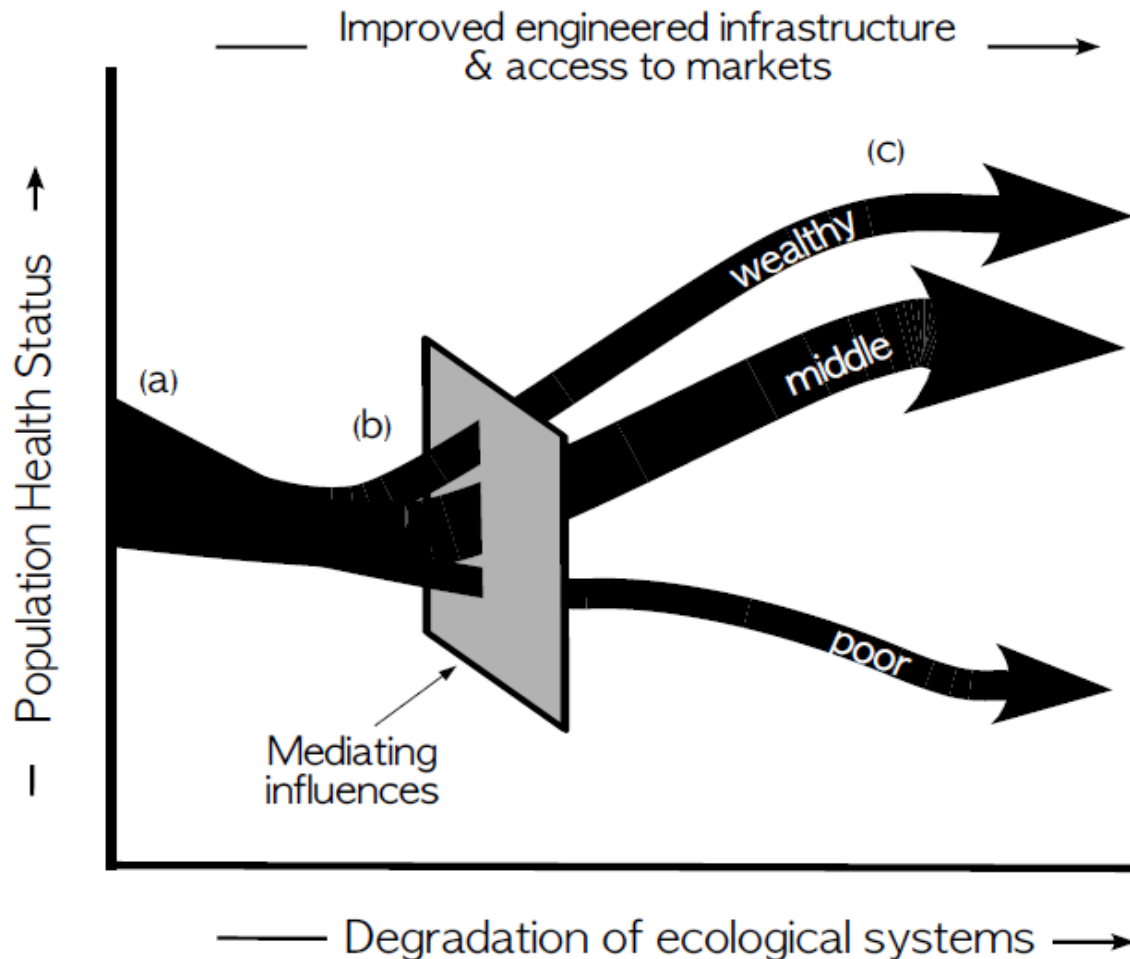 Improved engineered infrastructure
& access to markets
(c)
wealthy
Population Health Status
(a)
middle
(b)
poor
Mediating
influences
Degradation of ecological systems